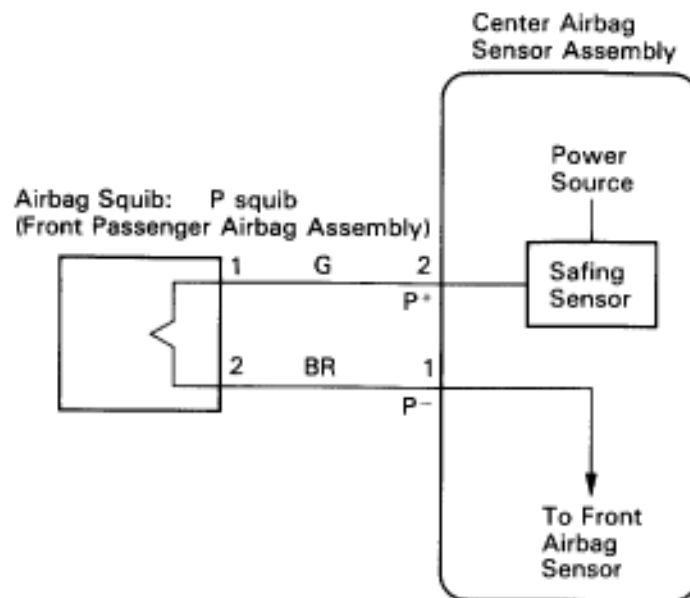 Center Airbag
Sensor Assembly
Power
Source
Airbag Squib: P squib
(Front Passenger Airbag Assembly)
1 G 2
Safing
Sensor
P+
2 BR 1
P−
To Front
Airbag
Sensor